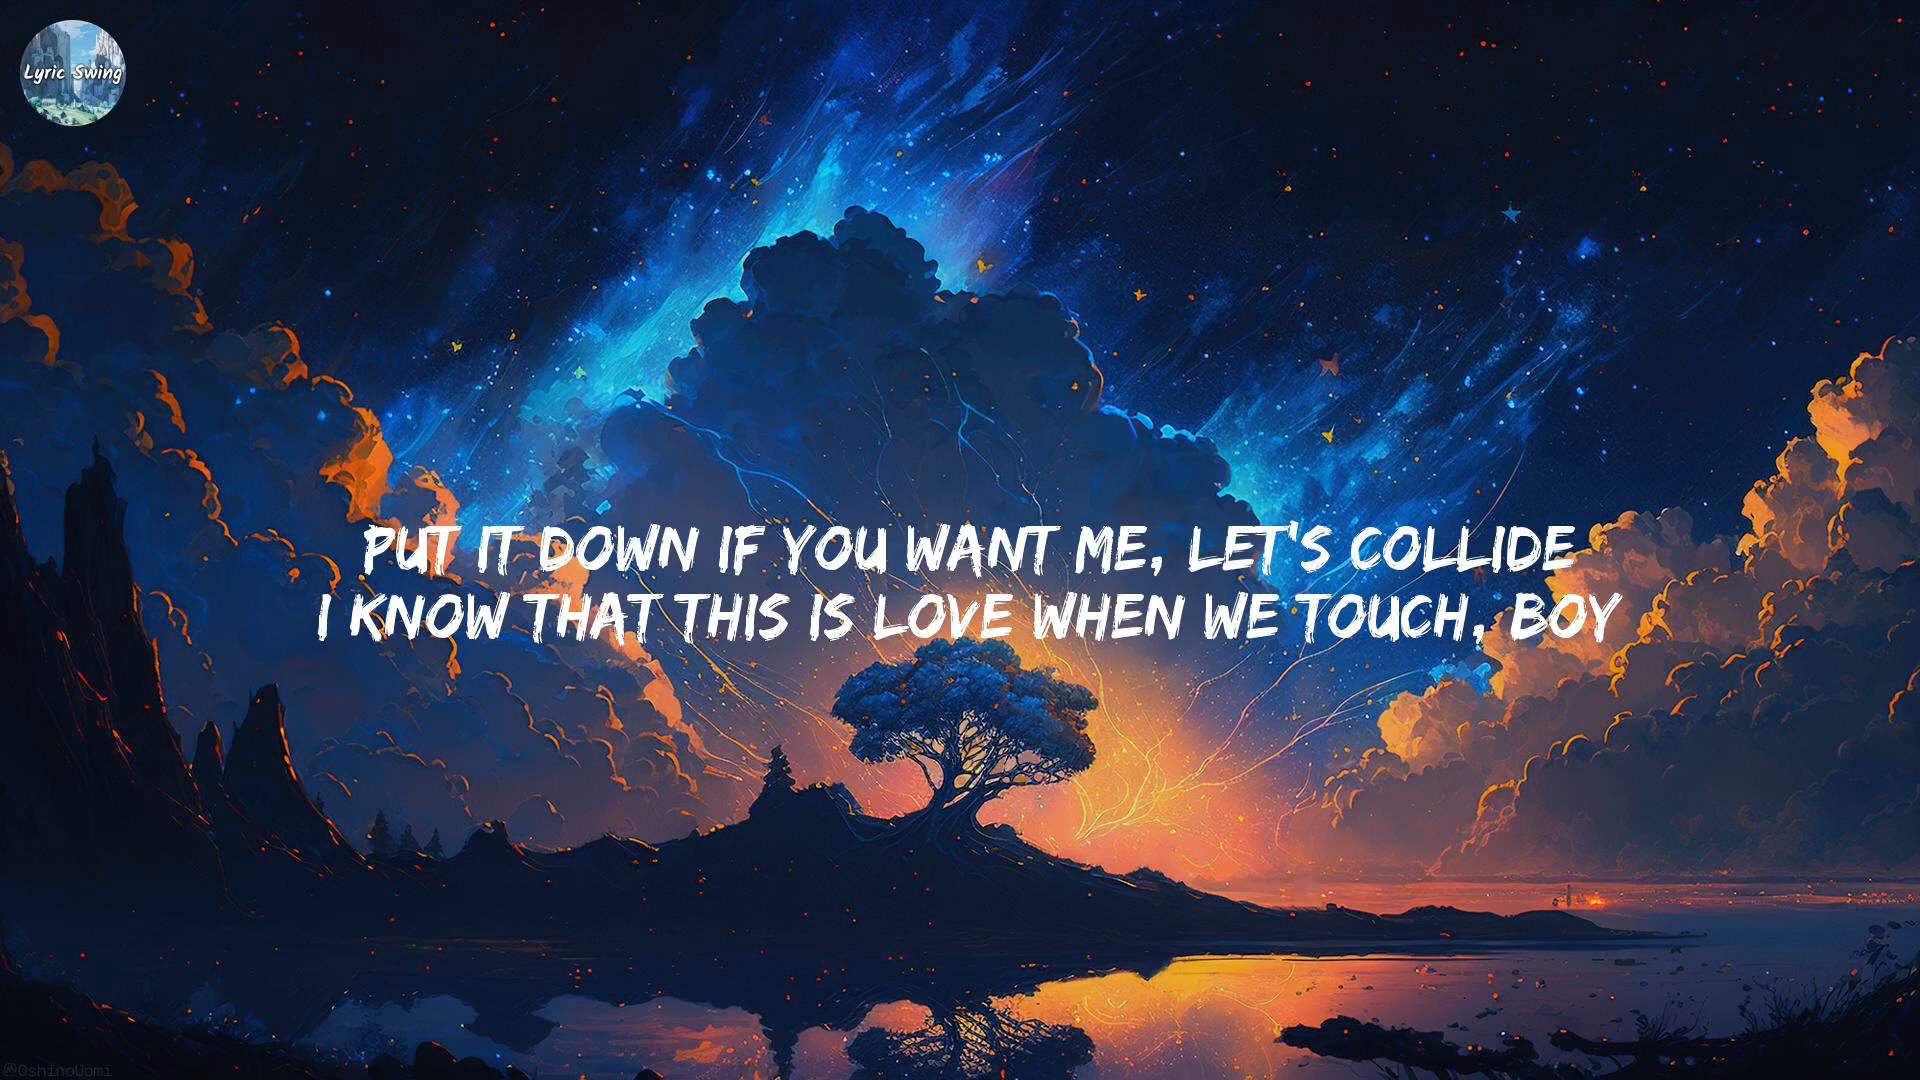 Lyric Swing
PUT IT DOWN IF YOU WANT ME, LET'S COLLIDE
I KNOW THAT THIS IS LOVE WHEN WE TOUCH, BOY
@OshinoUomi